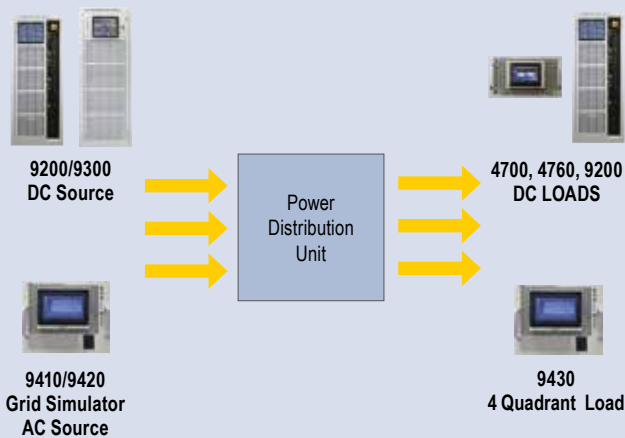 9200/9300
DC Source
9410/9420
Grid Simulator
AC Source
Power
Distribution
Unit
4700, 4760, 9200
DC LOADS
9430
4 Quadrant Load